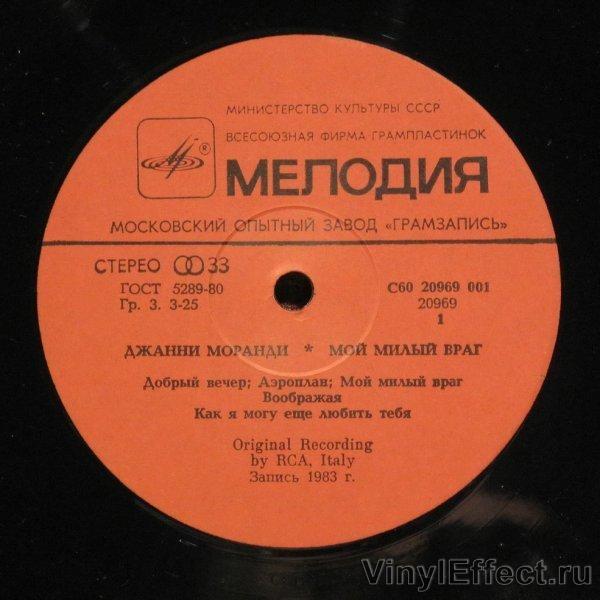 МИНИСТЕРСТВО КУЛЬТУРЫ СССР
ВСЕСОЮЗНАЯ ФИРМА ГРАМПЛАСТИНОК
®
МЕЛОДИЯ
МОСКОВСКИЙ ОПЫТНЫЙ ЗАВОД «ГРАМЗАПИСЬ»
СТЕРЕО 33
ГОСТ 5289-80
Гр. 3. 3-25
С60 20969 001
20969
1
ДЖАННИ МОРАНДИ * МОЙ МИЛЫЙ ВРАГ
Добрый вечер; Аэроплан; Мой милый враг
Воображая
Как я могу еще любить тебя
Original Recording
by RCA, Italy
Запись 1983 г.
VinylEffect.ru